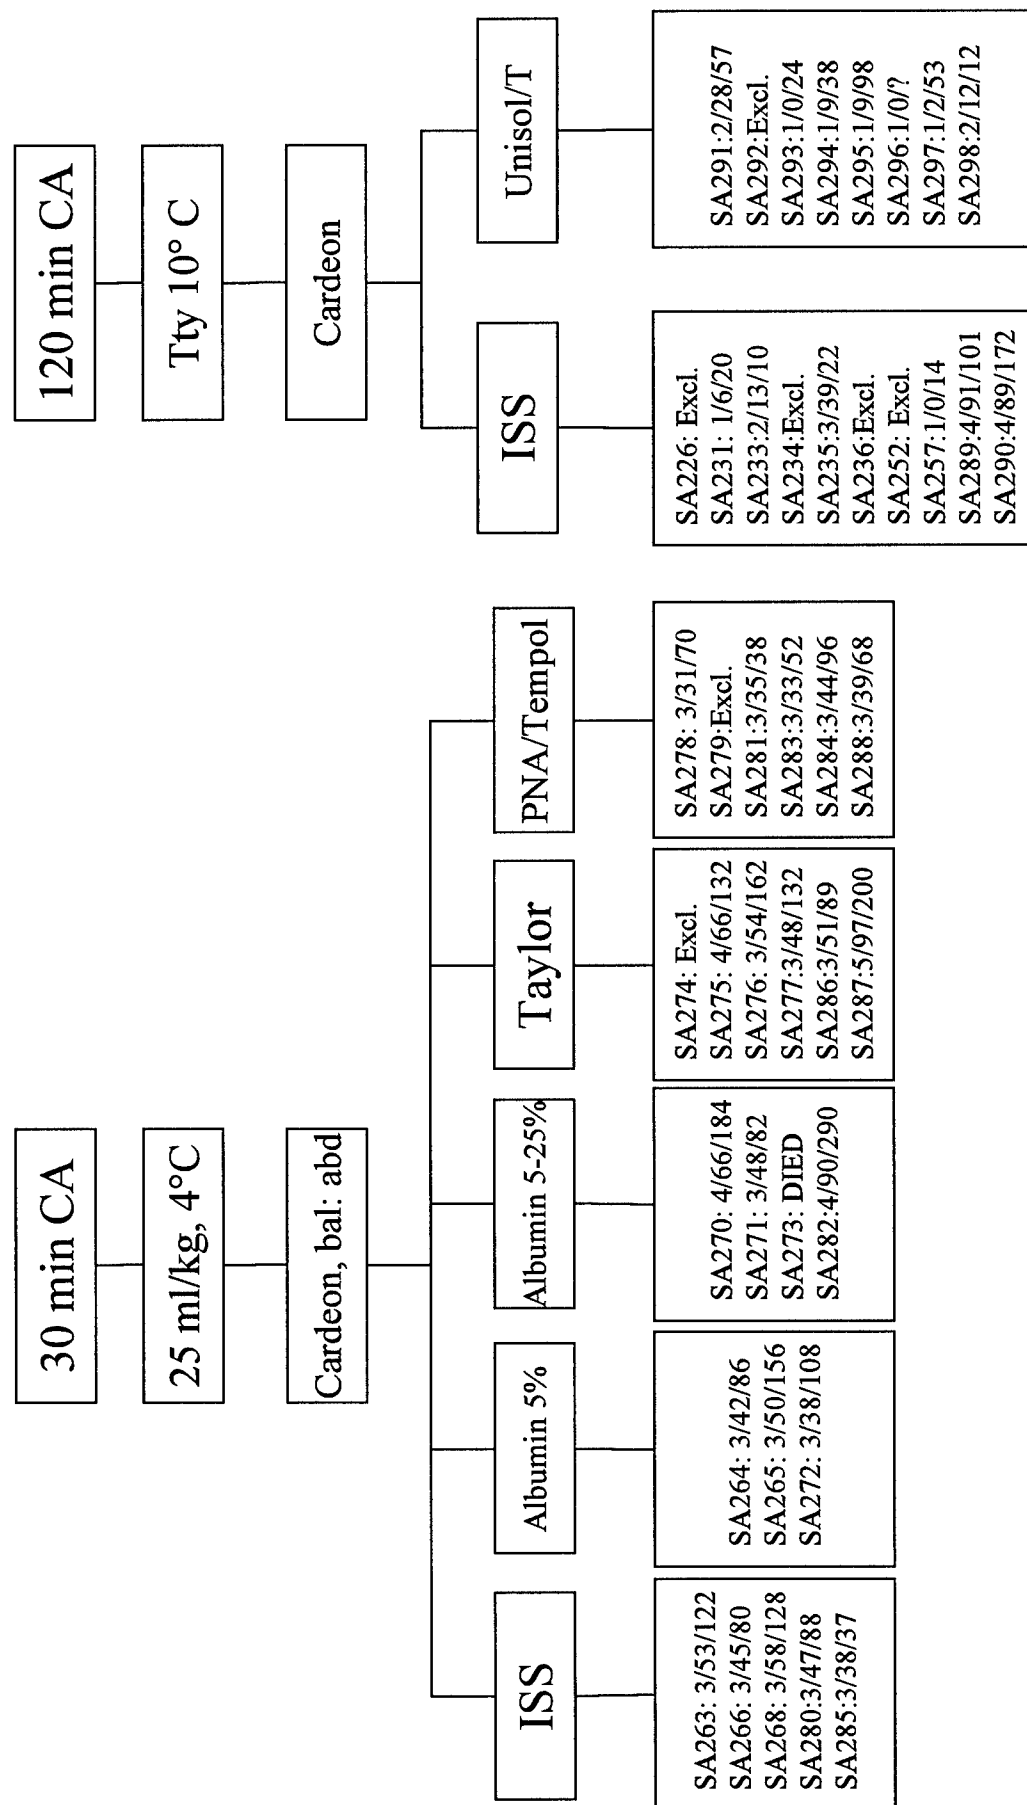 30 min CA
25 ml/kg, 4°C
Cardeon, bal: abd
ISS
SA263: 3/53/122
SA266: 3/45/80
SA268: 3/58/128
SA280:3/47/88
SA285:3/38/37
Albumin 5%
SA264: 3/42/86
SA265: 3/50/156
SA272: 3/38/108
Albumin 5-25%
SA270: 4/66/184
SA271: 3/48/82
SA273: DIED
SA282:4/90/290
Taylor
SA274: Excl.
SA275: 4/66/132
SA276: 3/54/162
SA277:3/48/132
SA286:3/51/89
SA287:5/97/200
PNA/Tempol
SA278: 3/31/70
SA279:Excl.
SA281:3/35/38
SA283:3/33/52
SA284:3/44/96
SA288:3/39/68
120 min CA
Tty 10° C
Cardeon
ISS
SA226: Excl.
SA231: 1/6/20
SA233:2/13/10
SA234:Excl.
SA235:3/39/22
SA236:Excl.
SA252: Excl.
SA257:1/0/14
SA289:4/91/101
SA290:4/89/172
Unisol/T
SA291:2/28/57
SA292:Excl.
SA293:1/0/24
SA294:1/9/38
SA295:1/9/98
SA296:1/0/?
SA297:1/2/53
SA298:2/12/12